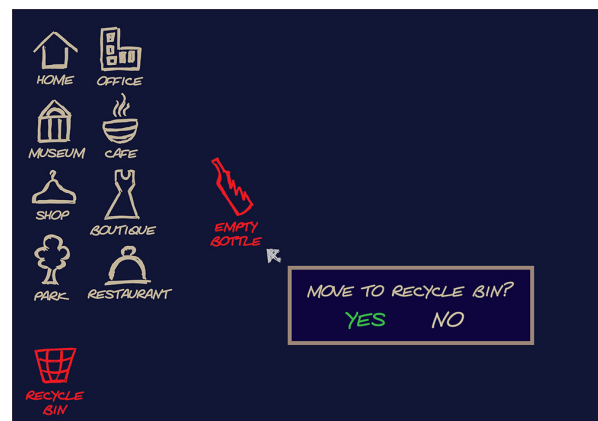 HOME
OFFICE
MUSEUM
CAFE
SHOP
BOUTIQUE
PARK
RESTAURANT
EMPTY
BOTTLE
MOVE TO RECYCLE BIN?
YES NO
RECYCLE
BIN